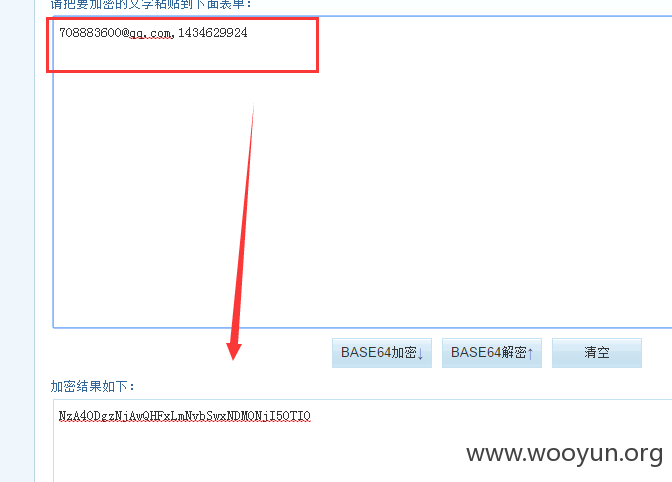 请把要加密的文字粘贴到下面表单：
708883600@qq.com,1434629924
BASE64加密↓ BASE64解密↑ 清空
加密结果如下：
NzA4ODgzNjAwQHFxLmNvbSwxNDM0NjI5OTI0
www.wooyun.org